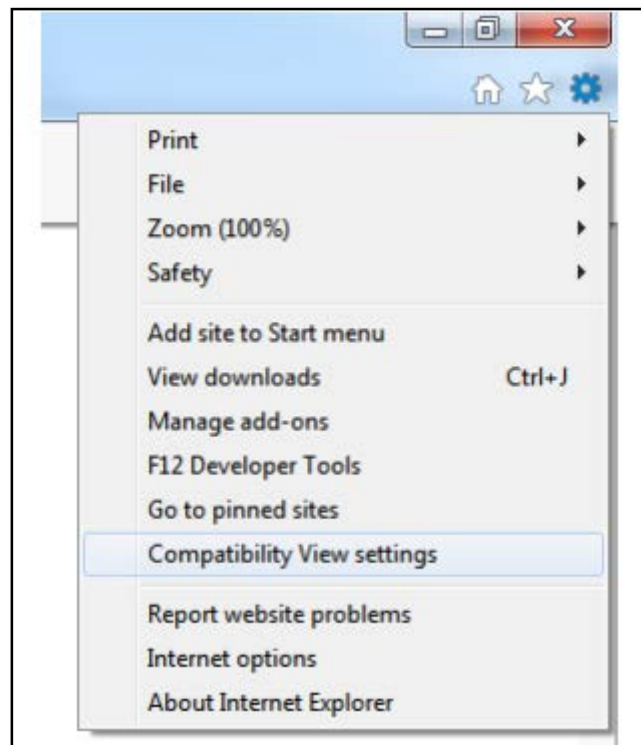 Print
File
Zoom (100%)
Safety
Add site to Start menu
View downloads Ctrl+J
Manage add-ons
F12 Developer Tools
Go to pinned sites
Compatibility View settings
Report website problems
Internet options
About Internet Explorer